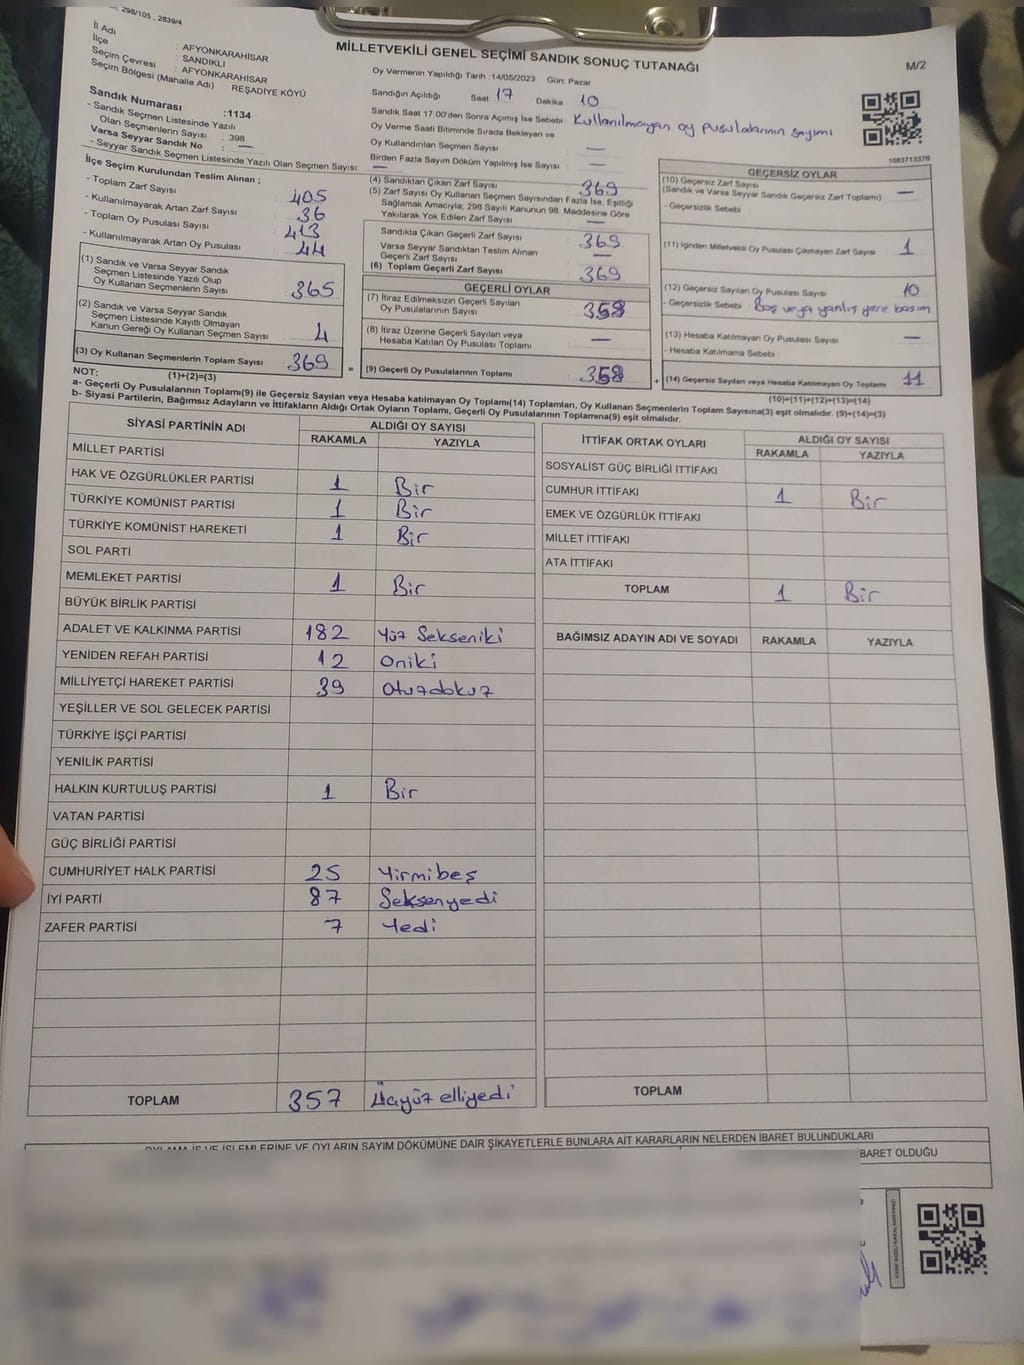 298/105 , 2839/4
MİLLETVEKİLİ GENEL SEÇİMİ SANDIK SONUÇ TUTANAĞI
M/2
İl Adı : AFYONKARAHİSAR
İlçe : SANDIKLI
Seçim Çevresi : AFYONKARAHİSAR
Seçim Bölgesi (Mahalle Adı) : REŞADİYE KÖYÜ
Sandık Numarası :1134
- Sandık Seçmen Listesinde Yazılı
Olan Seçmenlerin Sayısı : 398
Varsa Seyyar Sandık No : —
- Seyyar Sandık Seçmen Listesinde Yazılı Olan Seçmen Sayısı: —
Oy Vermenin Yapıldığı Tarih :14/05/2023 Gün: Pazar
Sandığın Açıldığı Saat 17 Dakika 10
Sandık Saat 17.00'den Sonra Açımış İse Sebebi: Kullanılmayan oy pusulalarının sayımı
Oy Verme Saati Bitiminde Sırada Bekleyen ve
Oy Kullandırılan Seçmen Sayısı —
Birden Fazla Sayım Döküm Yapılmış İse Sayısı —
1083713376
İlçe Seçim Kurulundan Teslim Alınan ;
- Toplam Zarf Sayısı : 405
- Kullanılmayarak Artan Zarf Sayısı : 36
- Toplam Oy Pusulası Sayısı : 413
- Kullanılmayarak Artan Oy Pusulası : 44
(1) Sandık ve Varsa Seyyar Sandık
Seçmen Listesinde Yazılı Olup
Oy Kullanan Seçmenlerin Sayısı : 365
(2) Sandık ve Varsa Seyyar Sandık
Seçmen Listesinde Kayıtlı Olmayan
Kanun Gereği Oy Kullanan Seçmen Sayısı : 4
(3) Oy Kullanan Seçmenlerin Toplam Sayısı : 369 =
(4) Sandıktan Çıkan Zarf Sayısı : 369
(5) Zarf Sayısı Oy Kullanan Seçmen Sayısından Fazla İse, Eşitliği
Sağlamak Amacıyla; 298 Sayılı Kanunun 98. Maddesine Göre
Yakılarak Yok Edilen Zarf Sayısı : —
Sandıkta Çıkan Geçerli Zarf Sayısı : 369
Varsa Seyyar Sandıktan Teslim Alınan
Geçerli Zarf Sayısı : —
(6) Toplam Geçerli Zarf Sayısı : 369
GEÇERLİ OYLAR
(7) İtiraz Edilmeksizin Geçerli Sayılan
Oy Pusulalarının Sayısı : 358
(8) İtiraz Üzerine Geçerli Sayılan veya
Hesaba Katılan Oy Pusulası Toplamı : —
(9) Geçerli Oy Pusulalarının Toplamı : 358 +
GEÇERSİZ OYLAR
(10) Geçersiz Zarf Sayısı
(Sandık ve Varsa Seyyar Sandık Geçersiz Zarf Toplamı) : —
- Geçersizlik Sebebi
(11) İçinden Milletvekili Oy Pusulası Çıkmayan Zarf Sayısı : 1
(12) Geçersiz Sayılan Oy Pusulası Sayısı : 10
- Geçersizlik Sebebi : Boş veya yanlış yere basım
(13) Hesaba Katılmayan Oy Pusulası Sayısı : —
- Hesaba Katılmama Sebebi :
(14) Geçersiz Sayılan veya Hesaba Katılmayan Oy Toplamı : 11
NOT: (1)+(2)=(3) (10)+(11)+(12)+(13)=(14)
a- Geçerli Oy Pusulalarının Toplamı(9) ile Geçersiz Sayılan veya Hesaba katılmayan Oy Toplamı(14) Toplamları, Oy Kullanan Seçmenlerin Toplam Sayısına(3) eşit olmalıdır. (9)+(14)=(3)
b- Siyasi Partilerin, Bağımsız Adayların ve İttifakların Aldığı Ortak Oyların Toplamı, Geçerli Oy Pusulalarının Toplamına(9) eşit olmalıdır.
SİYASİ PARTİNİN ADI ALDIĞI OY SAYISI
RAKAMLA YAZIYLA
MİLLET PARTİSİ
HAK VE ÖZGÜRLÜKLER PARTİSİ 1 Bir
TÜRKİYE KOMÜNİST PARTİSİ 1 Bir
TÜRKİYE KOMÜNİST HAREKETİ 1 Bir
SOL PARTİ
MEMLEKET PARTİSİ 1 Bir
BÜYÜK BİRLİK PARTİSİ
ADALET VE KALKINMA PARTİSİ 182 Yüz Sekseniki
YENİDEN REFAH PARTİSİ 12 Oniki
MİLLİYETÇİ HAREKET PARTİSİ 39 Otuzdokuz
YEŞİLLER VE SOL GELECEK PARTİSİ
TÜRKİYE İŞÇİ PARTİSİ
YENİLİK PARTİSİ
HALKIN KURTULUŞ PARTİSİ 1 Bir
VATAN PARTİSİ
GÜÇ BİRLİĞİ PARTİSİ
CUMHURİYET HALK PARTİSİ 25 Yirmibeş
İYİ PARTİ 87 Seksenyedi
ZAFER PARTİSİ 7 Yedi
TOPLAM 357 Üçyüz elliyedi
İTTİFAK ORTAK OYLARI ALDIĞI OY SAYISI
RAKAMLA YAZIYLA
SOSYALİST GÜÇ BİRLİĞİ İTTİFAKI
CUMHUR İTTİFAKI 1 Bir
EMEK VE ÖZGÜRLÜK İTTİFAKI
MİLLET İTTİFAKI
ATA İTTİFAKI
TOPLAM 1 Bir
BAĞIMSIZ ADAYIN ADI VE SOYADI RAKAMLA YAZIYLA
TOPLAM
OYLAMA İŞ VE İŞLEMLERİNE VE OYLARIN SAYIM DÖKÜMÜNE DAİR ŞİKAYETLERLE BUNLARA AİT KARARLARIN NELERDEN İBARET BULUNDUKLARI
BARET OLDUĞU